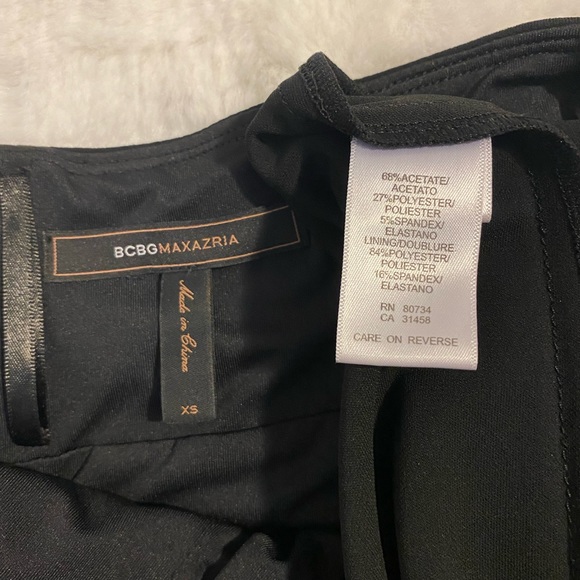 BCBGMAXAZRIA
Made in China
XS
68%ACETATE/
ACETATO
27%POLYESTER/
POLIESTER
5%SPANDEX/
ELASTANO
LINING/DOUBLURE
84%POLYESTER/
POLIESTER
16%SPANDEX/
ELASTANO
RN 80734
CA 31458
CARE ON REVERSE